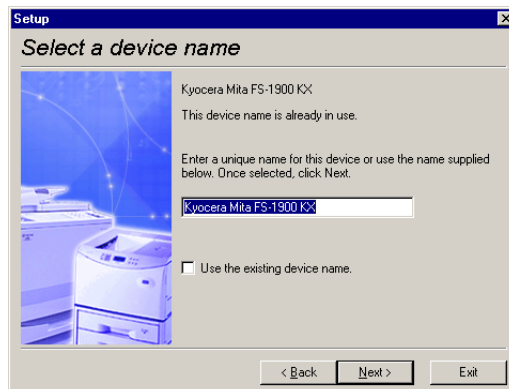 Setup
Select a device name
Kyocera Mita FS-1900 KX
This device name is already in use.
Enter a unique name for this device or use the name supplied
below. Once selected, click Next.
Kyocera Mita FS-1900 KX
Use the existing device name.
< Back
Next >
Exit